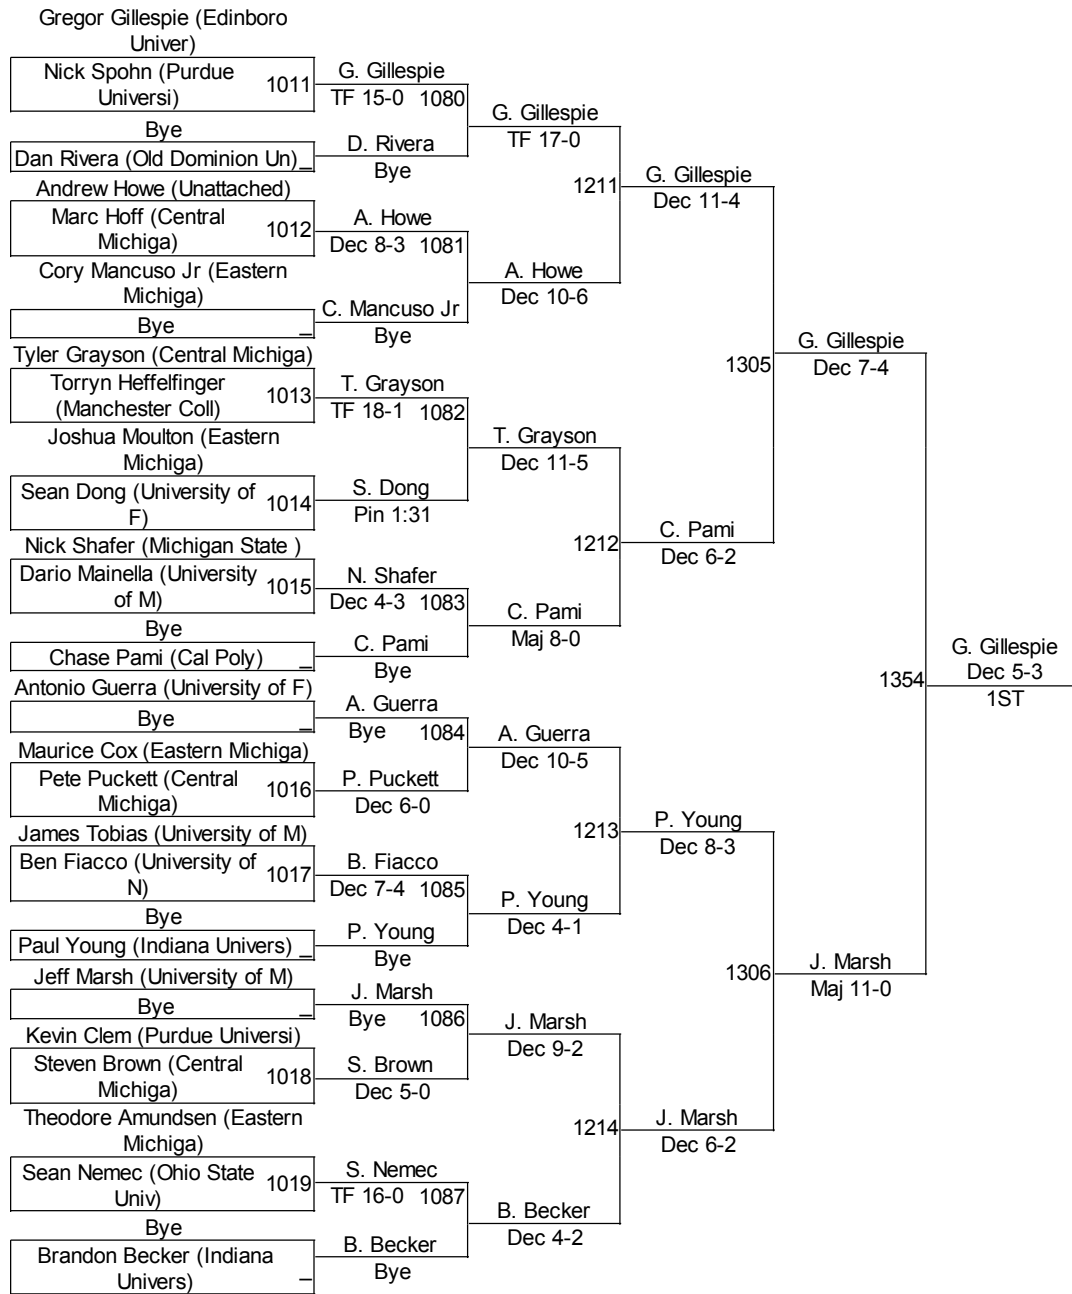 Gregor Gillespie (Edinboro
Univer)
Nick Spohn (Purdue
Universi)
1011
G. Gillespie
TF 15-0
1080
G. Gillespie
TF 17-0
Bye
Dan Rivera (Old Dominion Un) _
D. Rivera
Bye
1211
G. Gillespie
Dec 11-4
Andrew Howe (Unattached)
Marc Hoff (Central
Michiga)
1012
A. Howe
Dec 8-3
1081
A. Howe
Dec 10-6
Cory Mancuso Jr (Eastern
Michiga)
Bye _
C. Mancuso Jr
Bye
1305
G. Gillespie
Dec 7-4
Tyler Grayson (Central Michiga)
Torryn Heffelfinger
(Manchester Coll)
1013
T. Grayson
TF 18-1
1082
T. Grayson
Dec 11-5
Joshua Moulton (Eastern
Michiga)
Sean Dong (University of
F)
1014
S. Dong
Pin 1:31
1212
C. Pami
Dec 6-2
Nick Shafer (Michigan State )
Dario Mainella (University
of M)
1015
N. Shafer
Dec 4-3
1083
C. Pami
Maj 8-0
Bye
Chase Pami (Cal Poly) _
C. Pami
Bye
1354
G. Gillespie
Dec 5-3
1ST
Antonio Guerra (University of F)
Bye _
A. Guerra
Bye
1084
A. Guerra
Dec 10-5
Maurice Cox (Eastern Michiga)
Pete Puckett (Central
Michiga)
1016
P. Puckett
Dec 6-0
1213
P. Young
Dec 8-3
James Tobias (University of M)
Ben Fiacco (University of
N)
1017
B. Fiacco
Dec 7-4
1085
P. Young
Dec 4-1
Bye
Paul Young (Indiana Univers) _
P. Young
Bye
1306
J. Marsh
Maj 11-0
Jeff Marsh (University of M)
Bye _
J. Marsh
Bye
1086
J. Marsh
Dec 9-2
Kevin Clem (Purdue Universi)
Steven Brown (Central
Michiga)
1018
S. Brown
Dec 5-0
1214
J. Marsh
Dec 6-2
Theodore Amundsen (Eastern
Michiga)
Sean Nemec (Ohio State
Univ)
1019
S. Nemec
TF 16-0
1087
B. Becker
Dec 4-2
Bye
Brandon Becker (Indiana
Univers) _
B. Becker
Bye